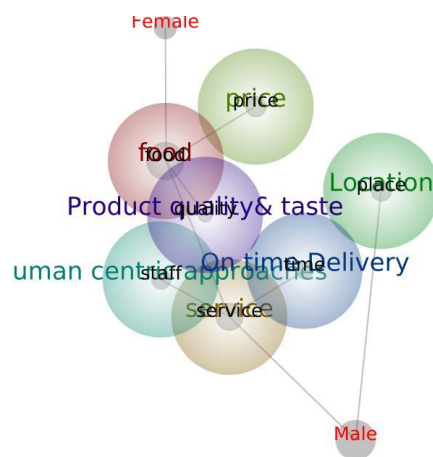 Female
price
price
food
food
Location
place
Product quality & taste
quality
On time Delivery
time
uman centric approaches
staff
service
service
Male